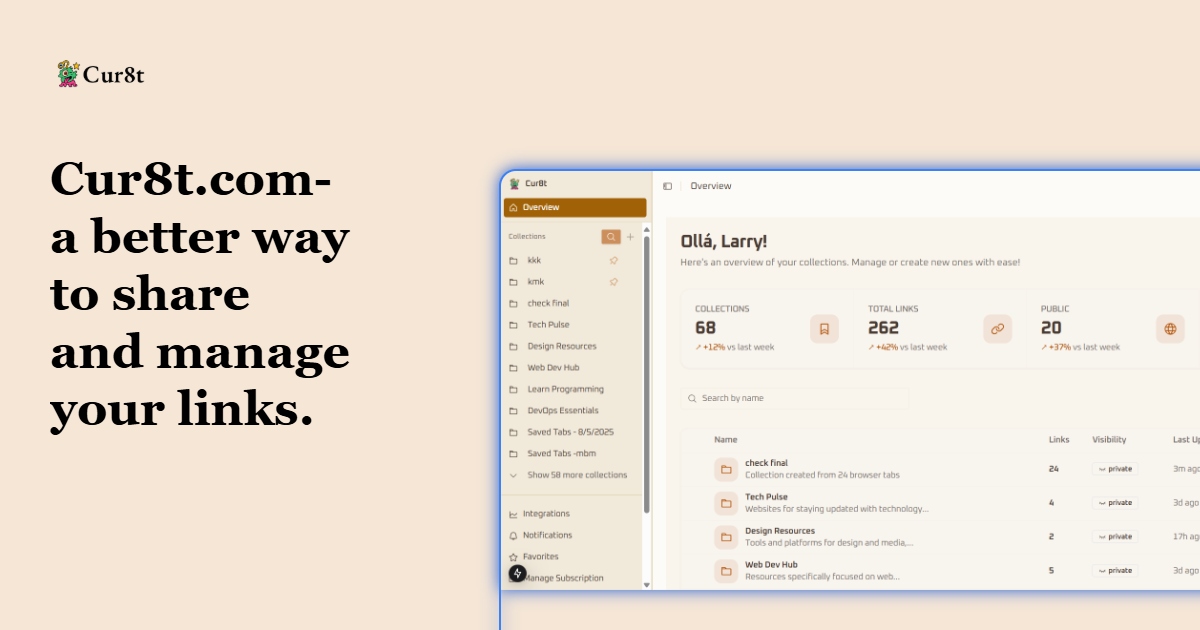 Cur8t
Cur8t.com-
a better way
to share
and manage
your links.
Cur8t
Overview
Collections
kkk
kmk
check final
Tech Pulse
Design Resources
Web Dev Hub
Learn Programming
DevOps Essentials
Saved Tabs - 8/5/2025
Saved Tabs -mbm
Show 58 more collections
Integrations
Notifications
Favorites
Manage Subscription
Overview
Ollá, Larry!
Here's an overview of your collections. Manage or create new ones with ease!
COLLECTIONS
68
↗ +12% vs last week
TOTAL LINKS
262
↗ +42% vs last week
PUBLIC
20
↗ +37% vs last week
Search by name
Name Links Visibility Last Up
check final
Collection created from 24 browser tabs
24 private 3m ago
Tech Pulse
Websites for staying updated with technology...
4 private 3d ago
Design Resources
Tools and platforms for design and media,...
2 private 17h ag
Web Dev Hub
Resources specifically focused on web...
5 private 3d ago